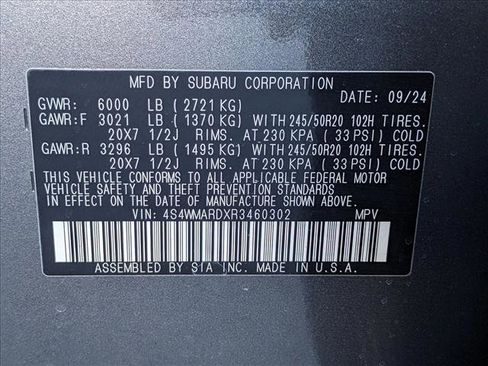 MFD BY SUBARU CORPORATION
GVWR: 6000 LB (2721 KG) DATE: 09/24
GAWR:F 3021 LB (1370 KG) WITH 245/50R20 102H TIRES.
20X7 1/2J RIMS. AT 230 KPA (33 PSI) COLD
GAWR:R 3296 LB (1495 KG) WITH 245/50R20 102H TIRES.
20X7 1/2J RIMS. AT 230 KPA (33 PSI) COLD
THIS VEHICLE CONFORMS TO ALL APPLICABLE FEDERAL MOTOR
VEHICLE SAFETY AND THEFT PREVENTION STANDARDS
IN EFFECT ON THE DATE OF MANUFACTURE SHOWN ABOVE.
VIN: 4S4WMARDXR3460302 MPV
ASSEMBLED BY SIA INC. MADE IN U.S.A.